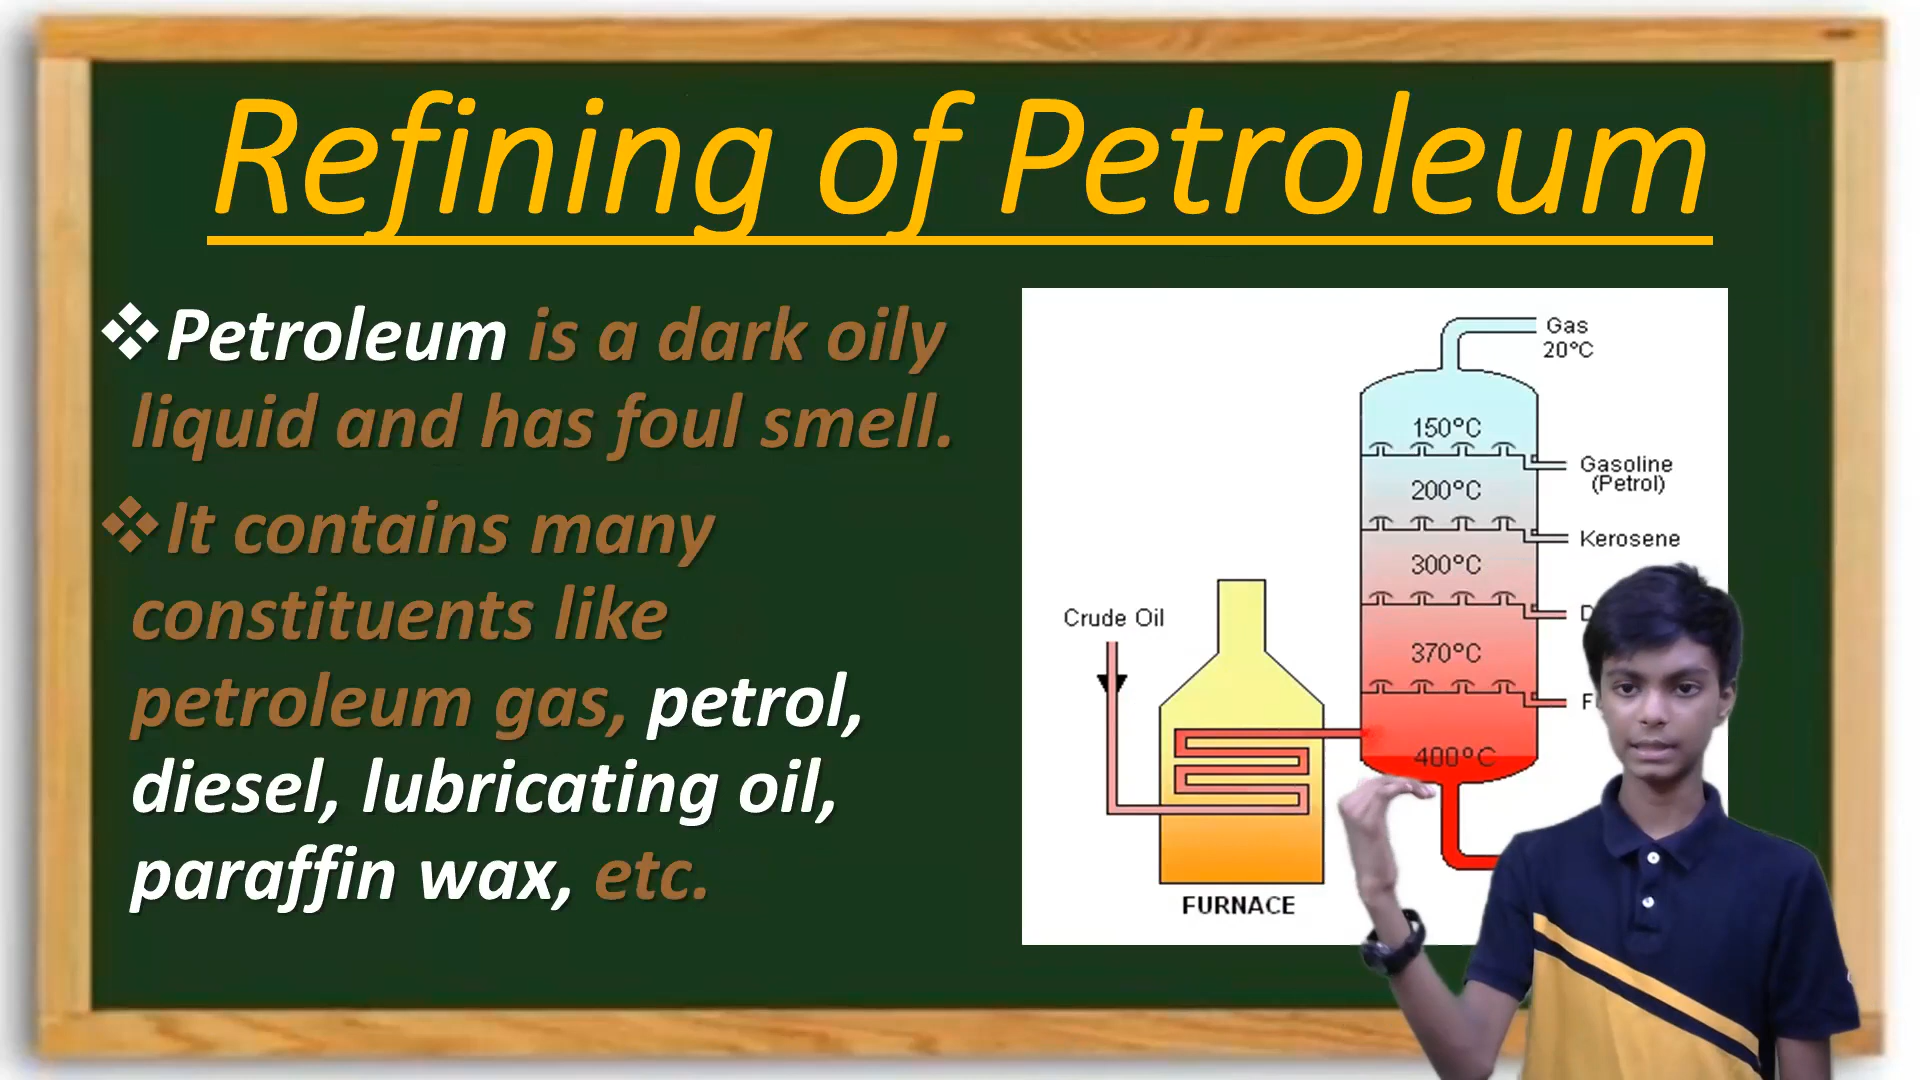 Refining of Petroleum
❖Petroleum is a dark oily
liquid and has foul smell.
❖It contains many
constituents like
petroleum gas, petrol,
diesel, lubricating oil,
paraffin wax, etc.
Gas
20°C
150°C
Gasoline
(Petrol)
200°C
Kerosene
300°C
370°C
400°C
Crude Oil
FURNACE